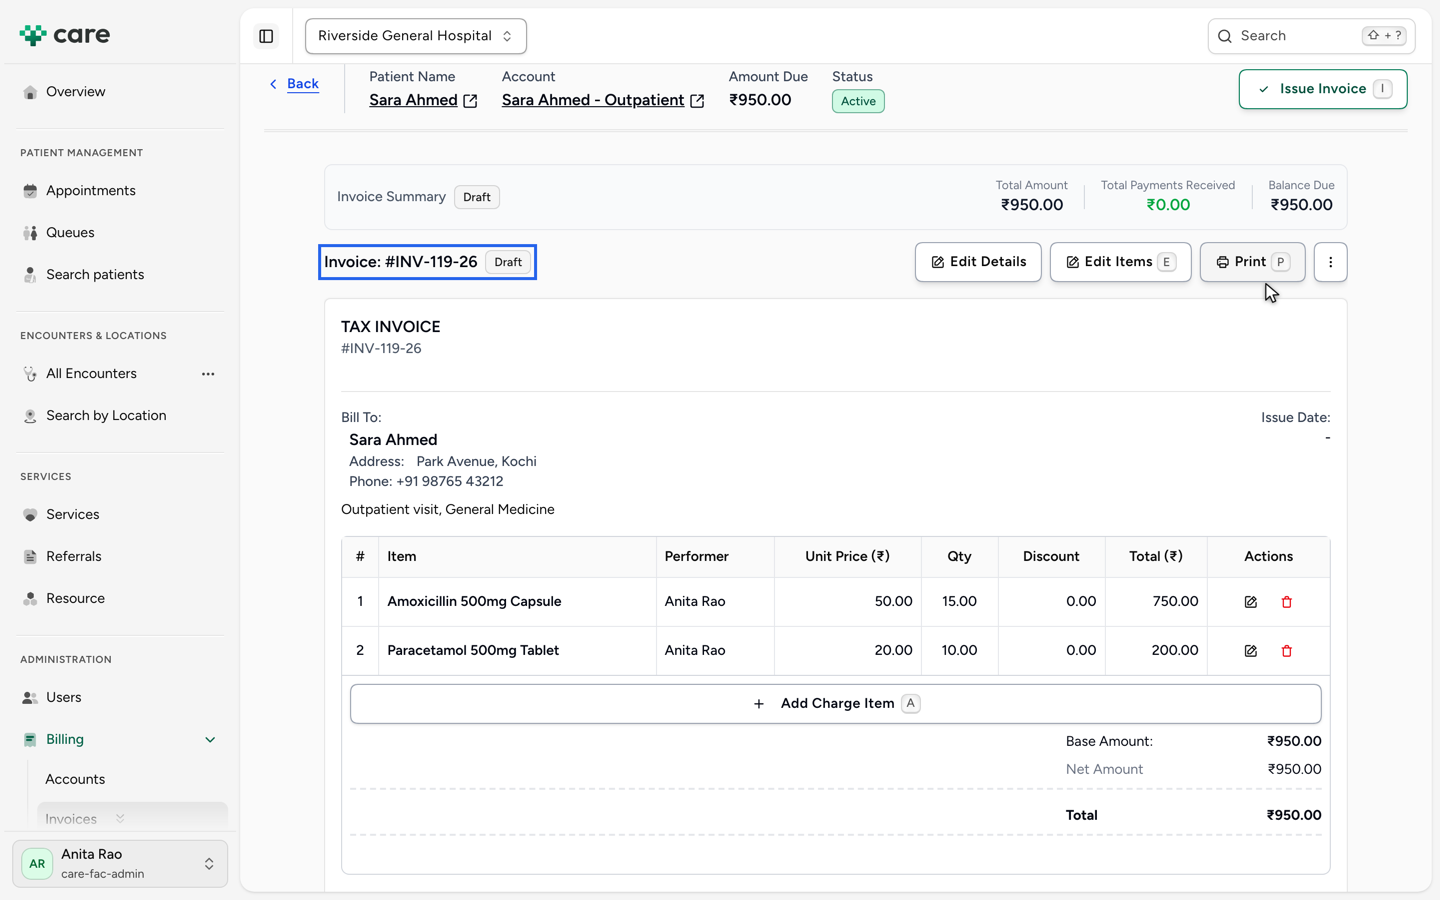 care
Riverside General Hospital
Search
⇧ + ?
Overview
PATIENT MANAGEMENT
Appointments
Queues
Search patients
ENCOUNTERS & LOCATIONS
All Encounters
Search by Location
SERVICES
Services
Referrals
Resource
ADMINISTRATION
Users
Billing
Accounts
Invoices
AR
Anita Rao
care-fac-admin
Back
Patient Name
Sara Ahmed
Account
Sara Ahmed - Outpatient
Amount Due
₹950.00
Status
Active
Issue Invoice I
Invoice Summary Draft
Total Amount
₹950.00
Total Payments Received
₹0.00
Balance Due
₹950.00
Invoice: #INV-119-26 Draft
Edit Details
Edit Items E
Print P
TAX INVOICE
#INV-119-26
Bill To:
Sara Ahmed
Address: Park Avenue, Kochi
Phone: +91 98765 43212
Issue Date:
-
Outpatient visit, General Medicine
# Item Performer Unit Price (₹) Qty Discount Total (₹) Actions
1 Amoxicillin 500mg Capsule Anita Rao 50.00 15.00 0.00 750.00
2 Paracetamol 500mg Tablet Anita Rao 20.00 10.00 0.00 200.00
+ Add Charge Item A
Base Amount: ₹950.00
Net Amount ₹950.00
Total ₹950.00